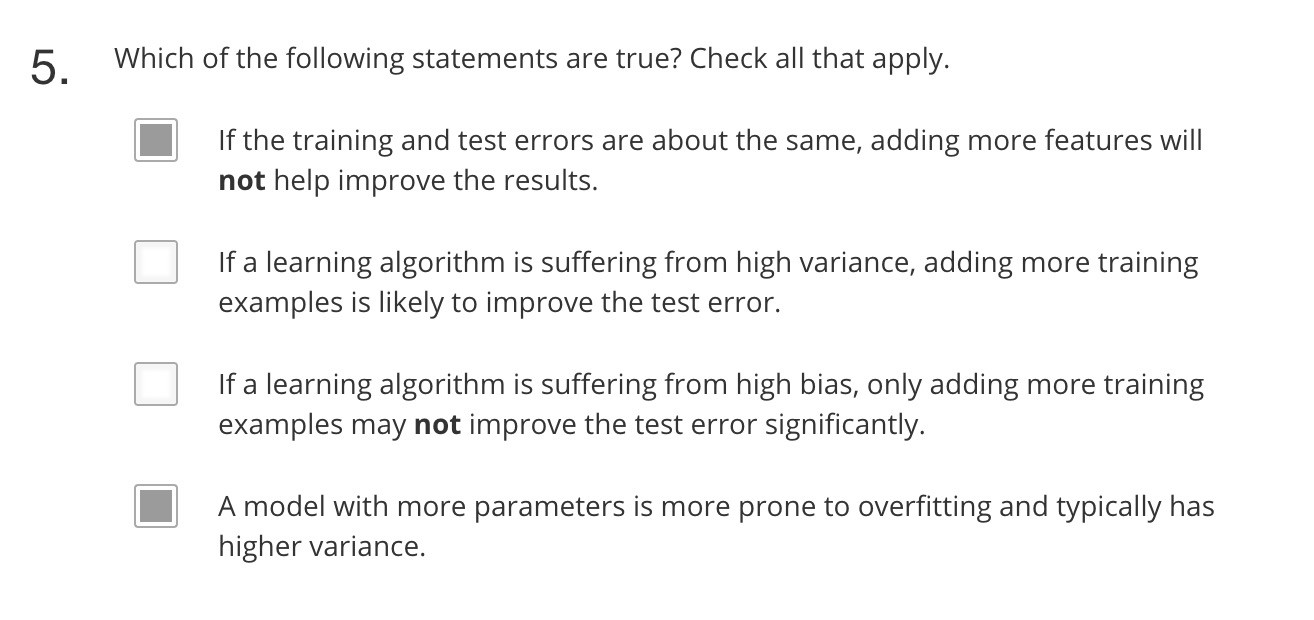 5. Which of the following statements are true? Check all that apply.
If the training and test errors are about the same, adding more features will
not help improve the results.
If a learning algorithm is suffering from high variance, adding more training
examples is likely to improve the test error.
If a learning algorithm is suffering from high bias, only adding more training
examples may not improve the test error significantly.
A model with more parameters is more prone to overfitting and typically has
higher variance.